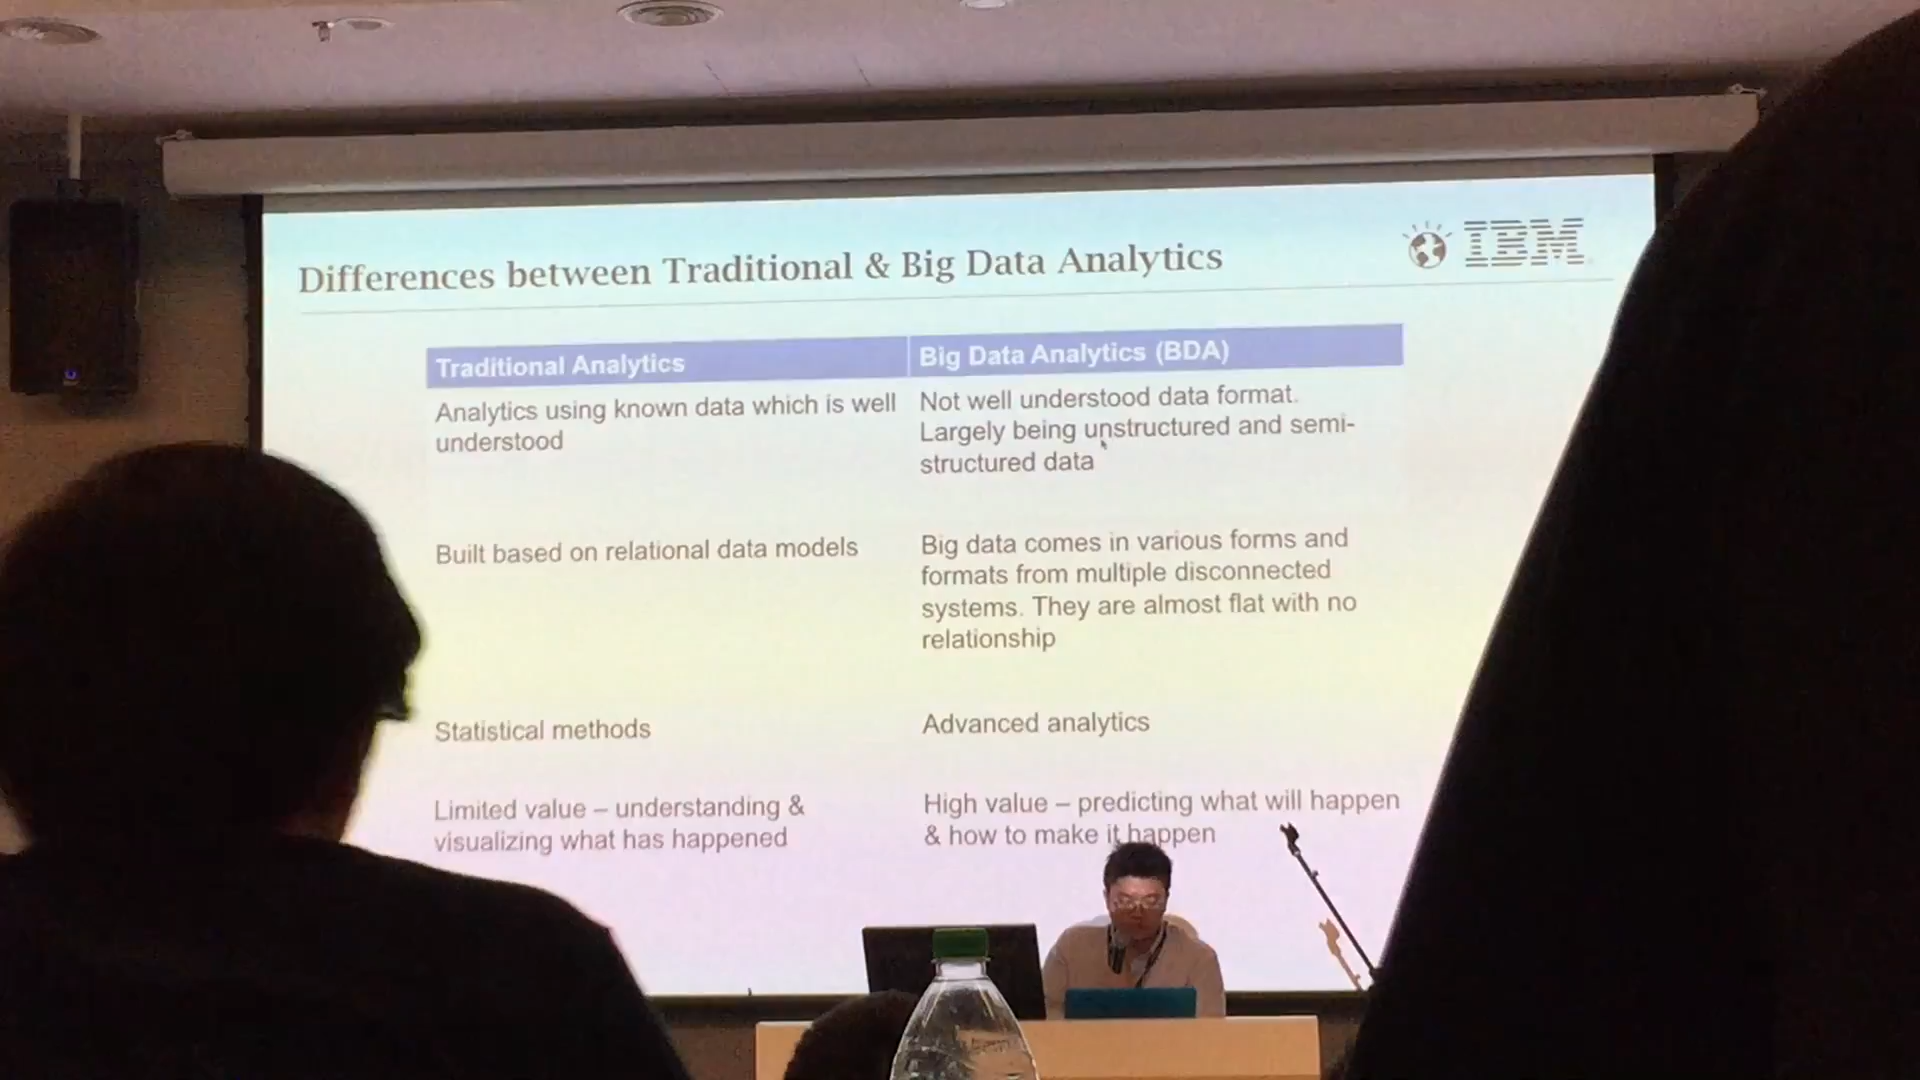 Differences between Traditional & Big Data Analytics
IBM
Traditional Analytics
Big Data Analytics (BDA)
Analytics using known data which is well
understood
Not well understood data format.
Largely being unstructured and semi-
structured data
Built based on relational data models
Big data comes in various forms and
formats from multiple disconnected
systems. They are almost flat with no
relationship
Statistical methods
Advanced analytics
Limited value – understanding &
visualizing what has happened
High value – predicting what will happen
& how to make it happen